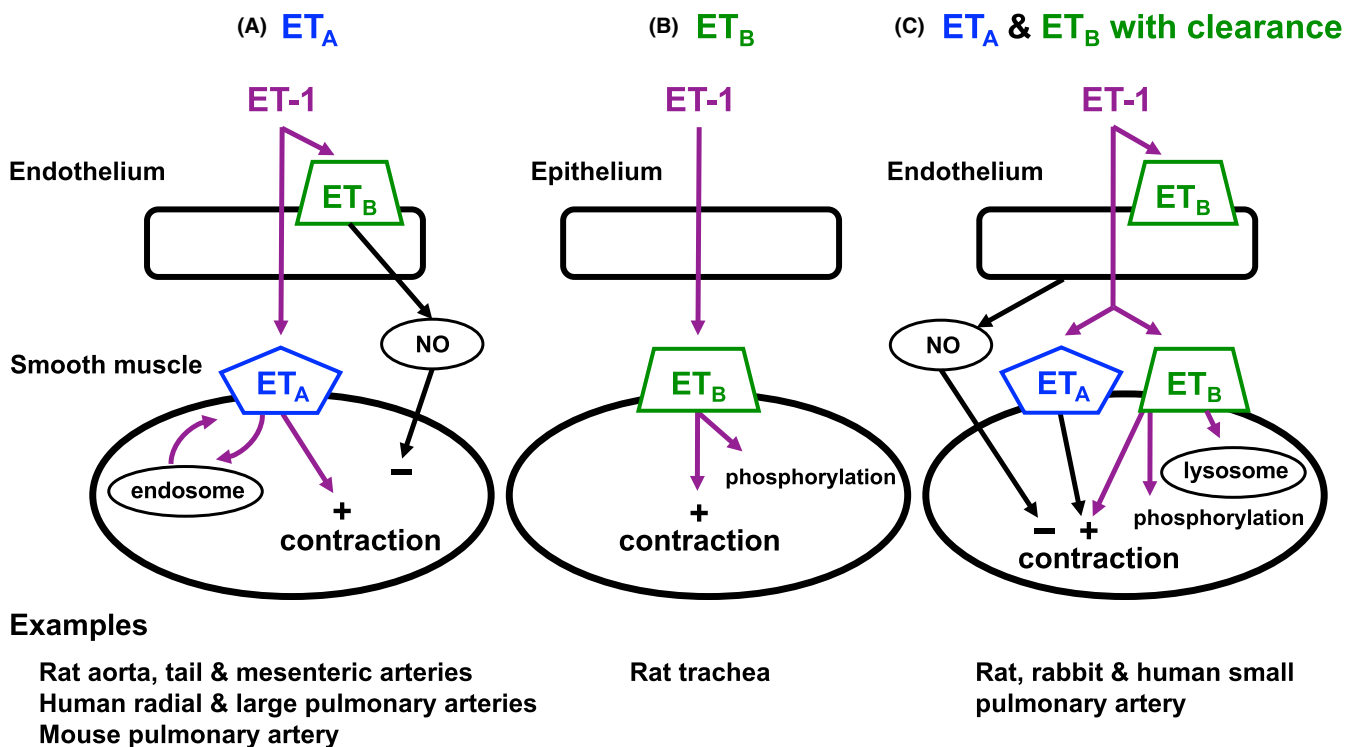 (A) ETA
ET-1
Endothelium
ETB
NO
Smooth muscle
ETA
endosome
–
+
contraction
(B) ETB
ET-1
Epithelium
ETB
phosphorylation
+
contraction
(C) ETA & ETB with clearance
ET-1
Endothelium
ETB
NO
ETA
ETB
lysosome
phosphorylation
– +
contraction
Examples
Rat aorta, tail & mesenteric arteries
Human radial & large pulmonary arteries
Mouse pulmonary artery
Rat trachea
Rat, rabbit & human small
pulmonary artery